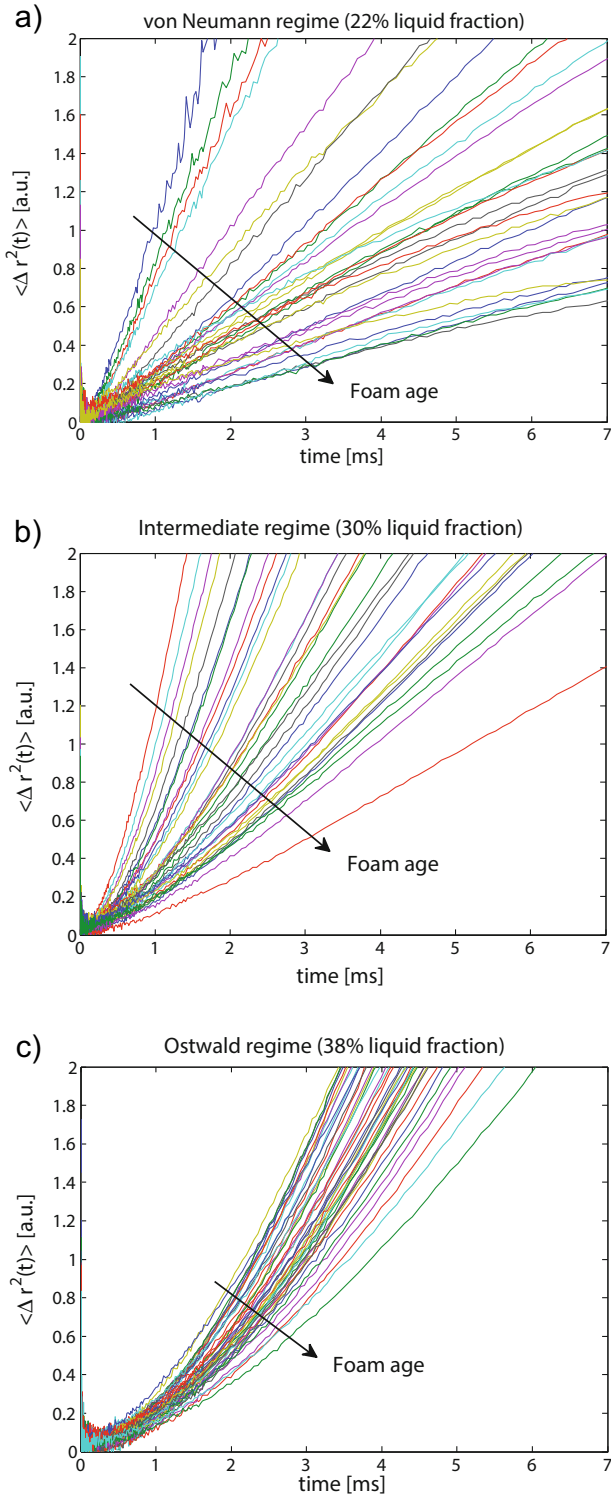 a)
von Neumann regime (22% liquid fraction)
2
1.8
1.6
1.4
1.2
1
0.8
0.6
0.4
0.2
0
<Δ r²(t)> [a.u.]
Foam age
0 1 2 3 4 5 6 7
time [ms]
b)
Intermediate regime (30% liquid fraction)
2
1.8
1.6
1.4
1.2
1
0.8
0.6
0.4
0.2
0
<Δ r²(t)> [a.u.]
Foam age
0 1 2 3 4 5 6 7
time [ms]
c)
Ostwald regime (38% liquid fraction)
2
1.8
1.6
1.4
1.2
1
0.8
0.6
0.4
0.2
0
<Δ r²(t)> [a.u.]
Foam age
0 1 2 3 4 5 6 7
time [ms]